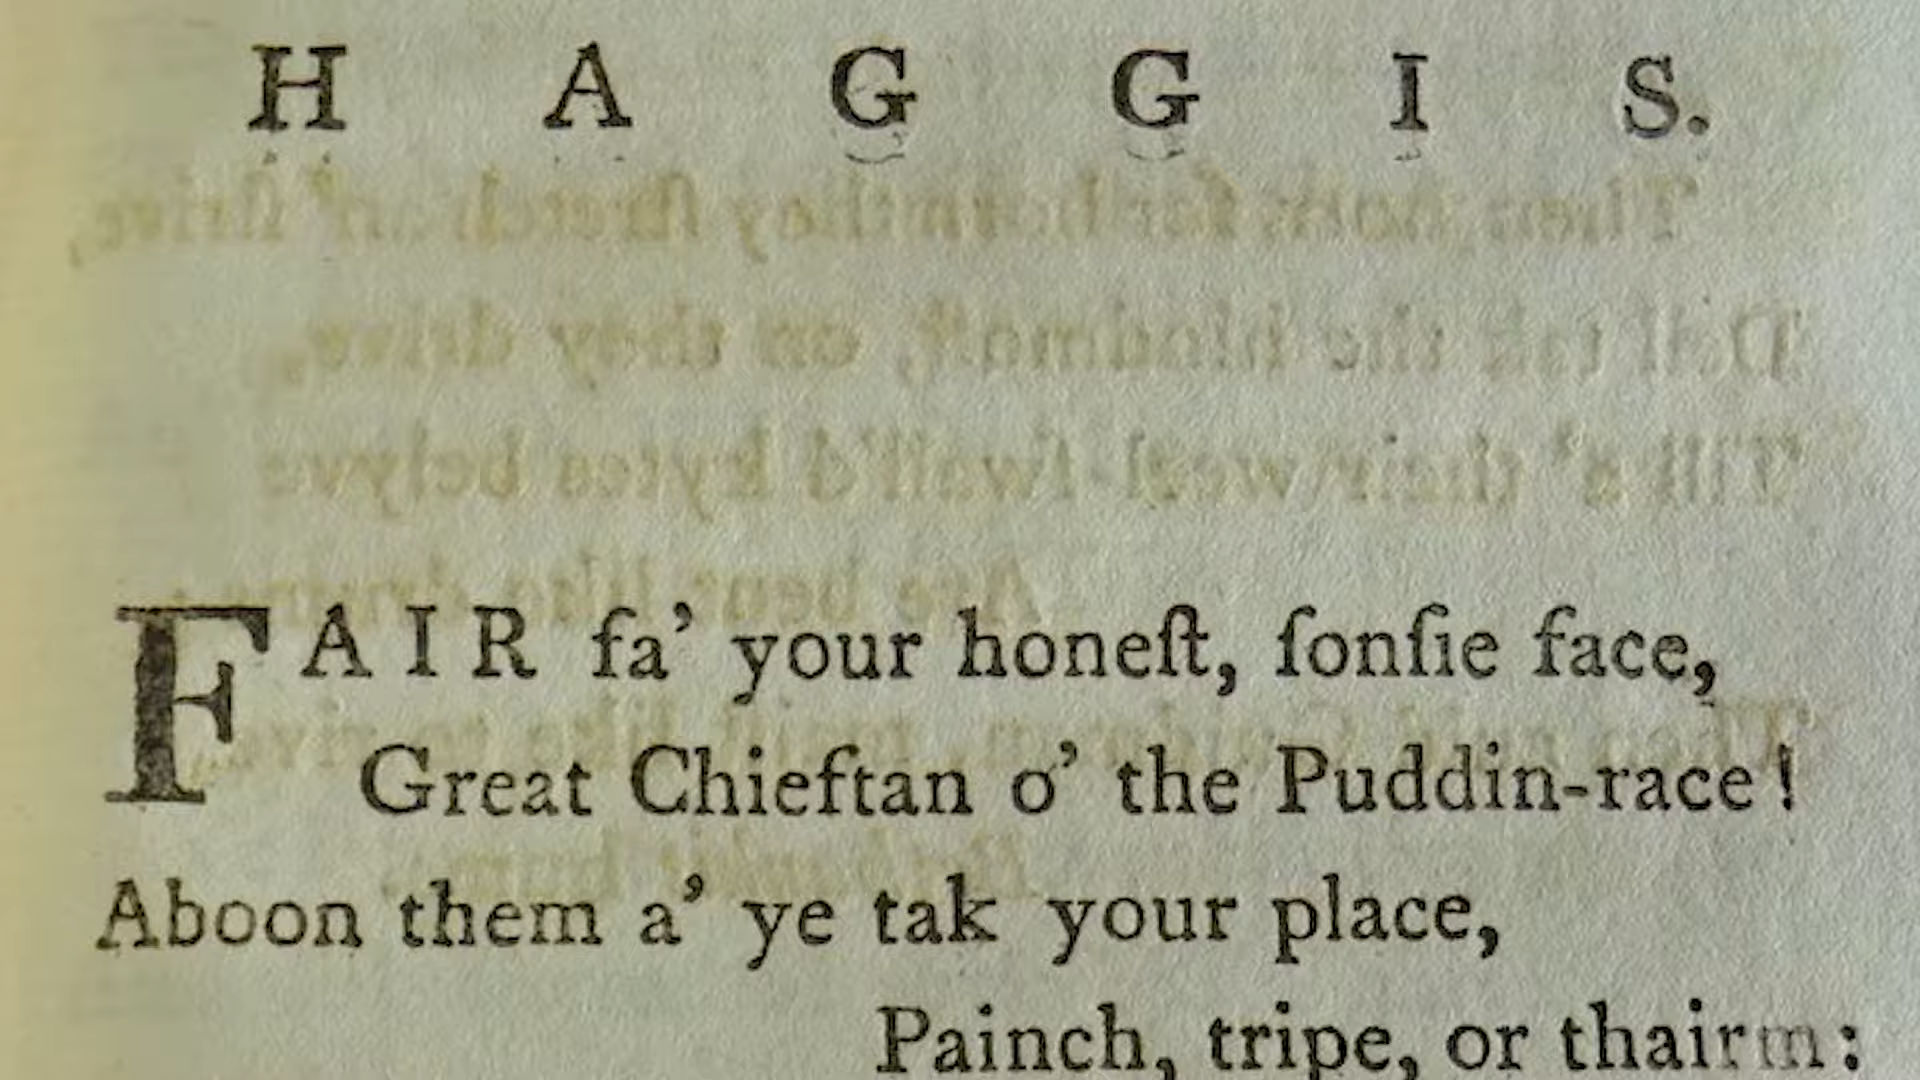 HAGGIS.
FAIR fa’ your honeſt, ſonſie face,
Great Chieftan o’ the Puddin-race!
Aboon them a’ ye tak your place,
Painch, tripe, or thairm: